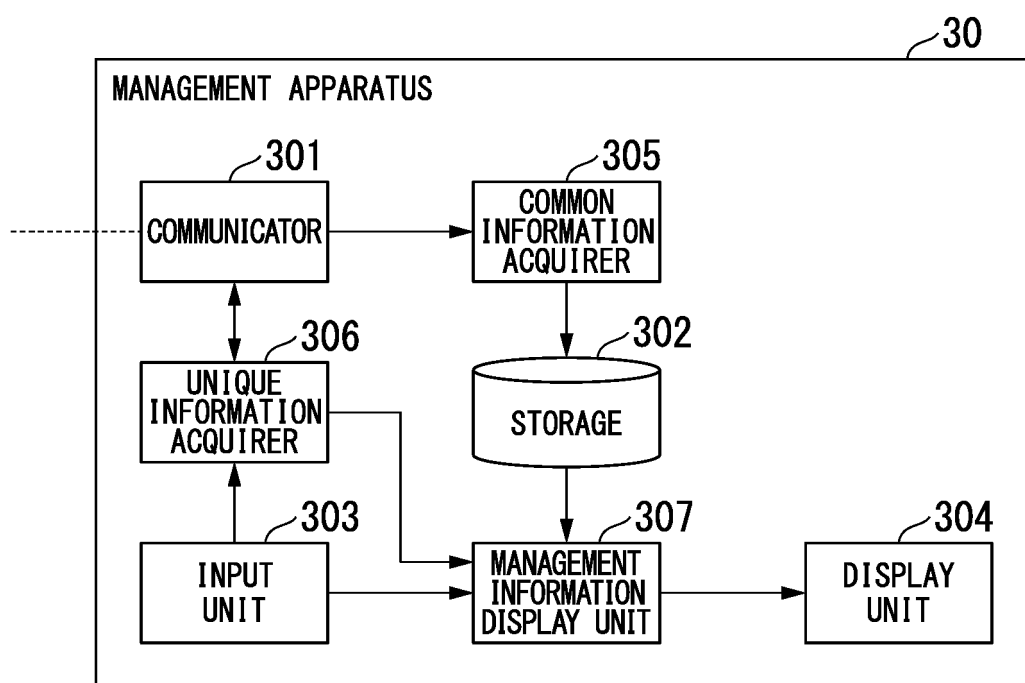 30
MANAGEMENT APPARATUS
301
COMMUNICATOR
305
COMMON
INFORMATION
ACQUIRER
306
UNIQUE
INFORMATION
ACQUIRER
302
STORAGE
303
INPUT
UNIT
307
MANAGEMENT
INFORMATION
DISPLAY UNIT
304
DISPLAY
UNIT